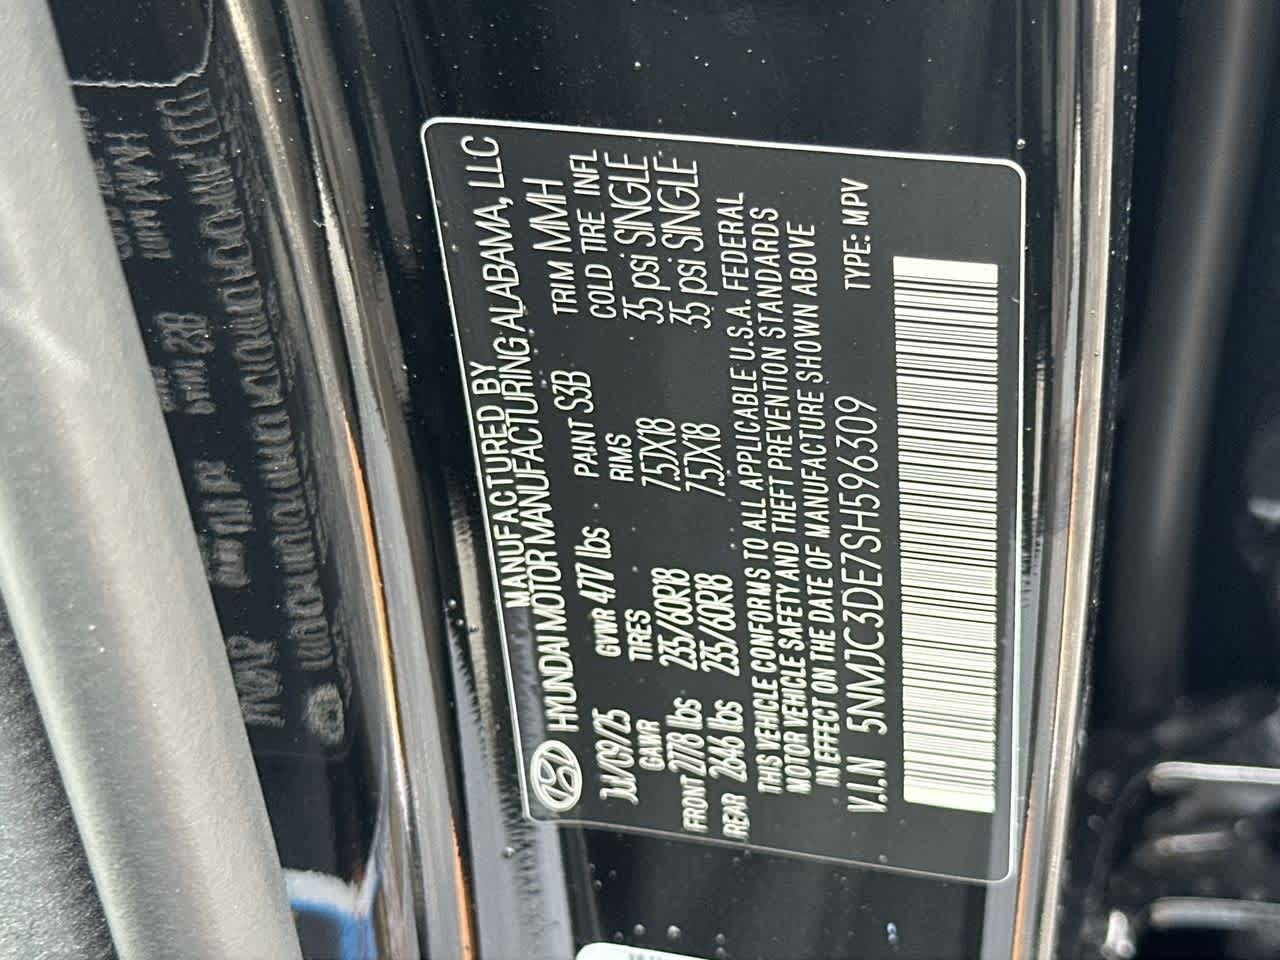 MANUFACTURED BY
HYUNDAI MOTOR MANUFACTURING ALABAMA, LLC
JUL/09/25 GVWR 4717 lbs PAINT S3B TRIM MMH
GAWR TIRES RIMS COLD TIRE INFL
FRONT 2778 lbs 235/60R18 7.5JX18 35 psi SINGLE
REAR 2646 lbs 235/60R18 7.5JX18 35 psi SINGLE
THIS VEHICLE CONFORMS TO ALL APPLICABLE U.S.A. FEDERAL
MOTOR VEHICLE SAFETY AND THEFT PREVENTION STANDARDS
IN EFFECT ON THE DATE OF MANUFACTURE SHOWN ABOVE
V.I.N 5NMJC3DE7SH596309 TYPE: MPV